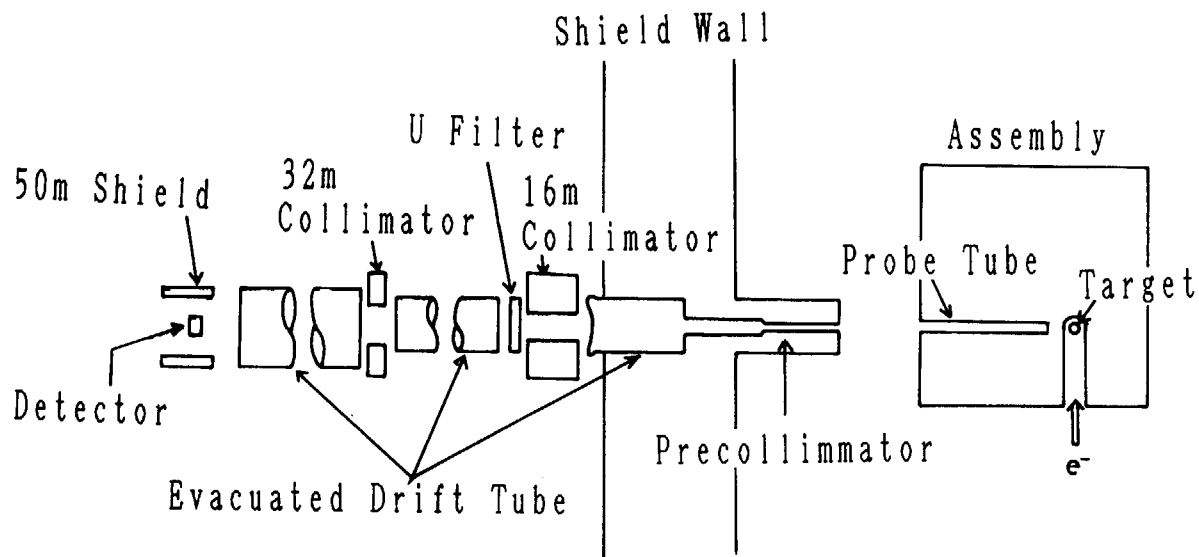 Shield Wall
U Filter
Assembly
50m Shield
32m
Collimator
16m
Collimator
Probe Tube
Target
Detector
Precollimmator
Evacuated Drift Tube
e⁻